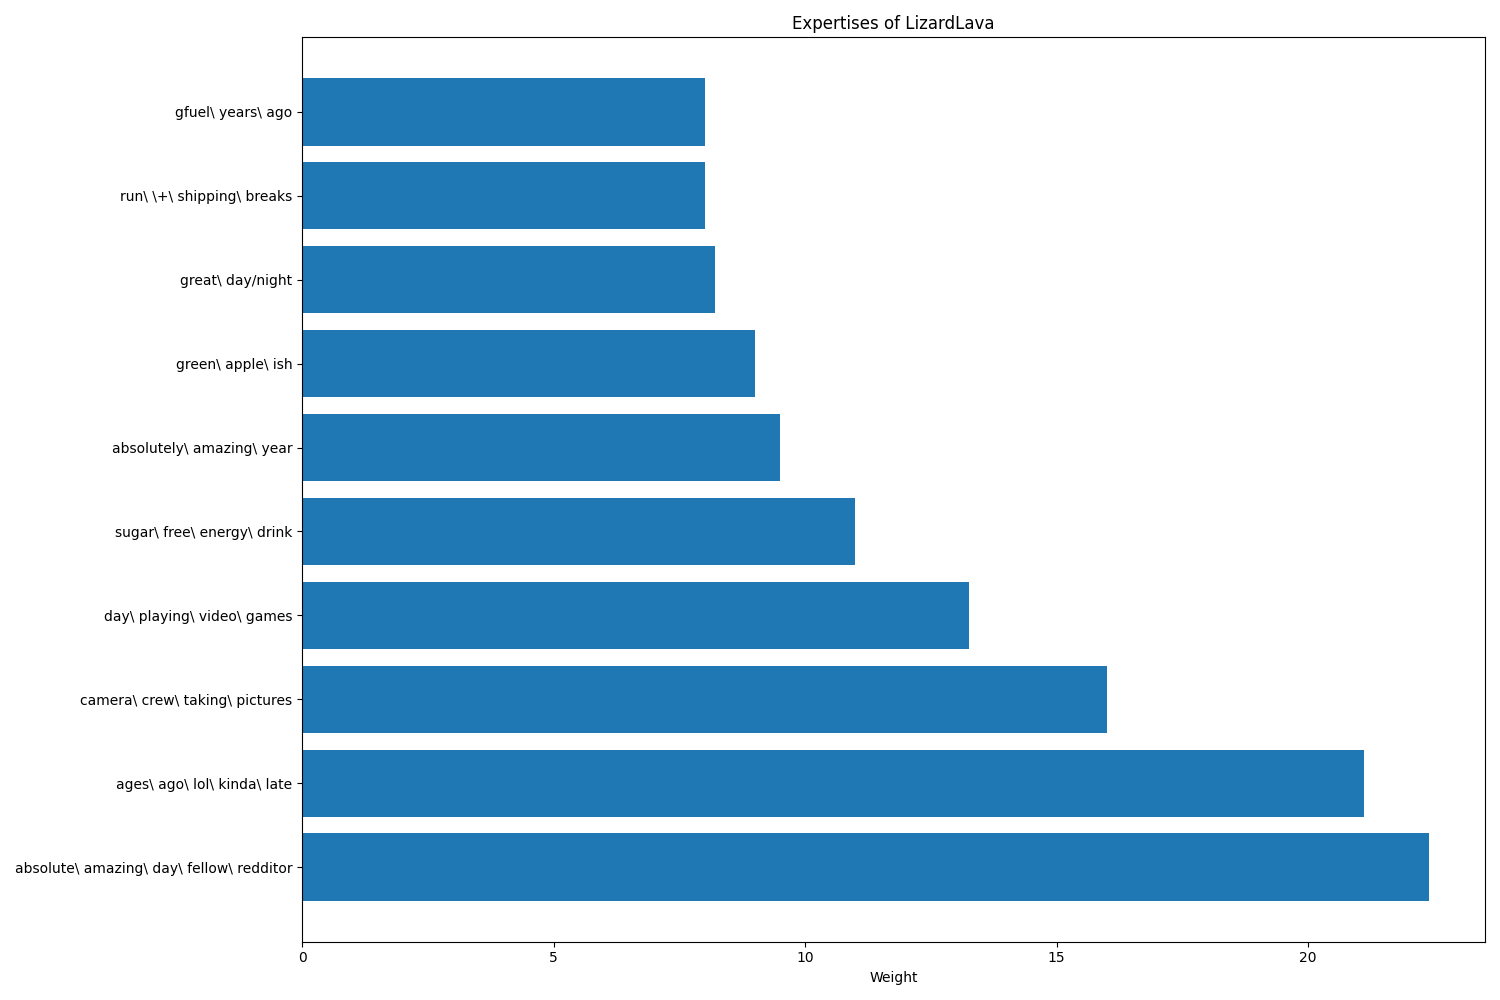 Expertises of LizardLava
gfuel\ years\ ago
run\ \+\ shipping\ breaks
great\ day/night
green\ apple\ ish
absolutely\ amazing\ year
sugar\ free\ energy\ drink
day\ playing\ video\ games
camera\ crew\ taking\ pictures
ages\ ago\ lol\ kinda\ late
absolute\ amazing\ day\ fellow\ redditor
0 5 10 15 20
Weight